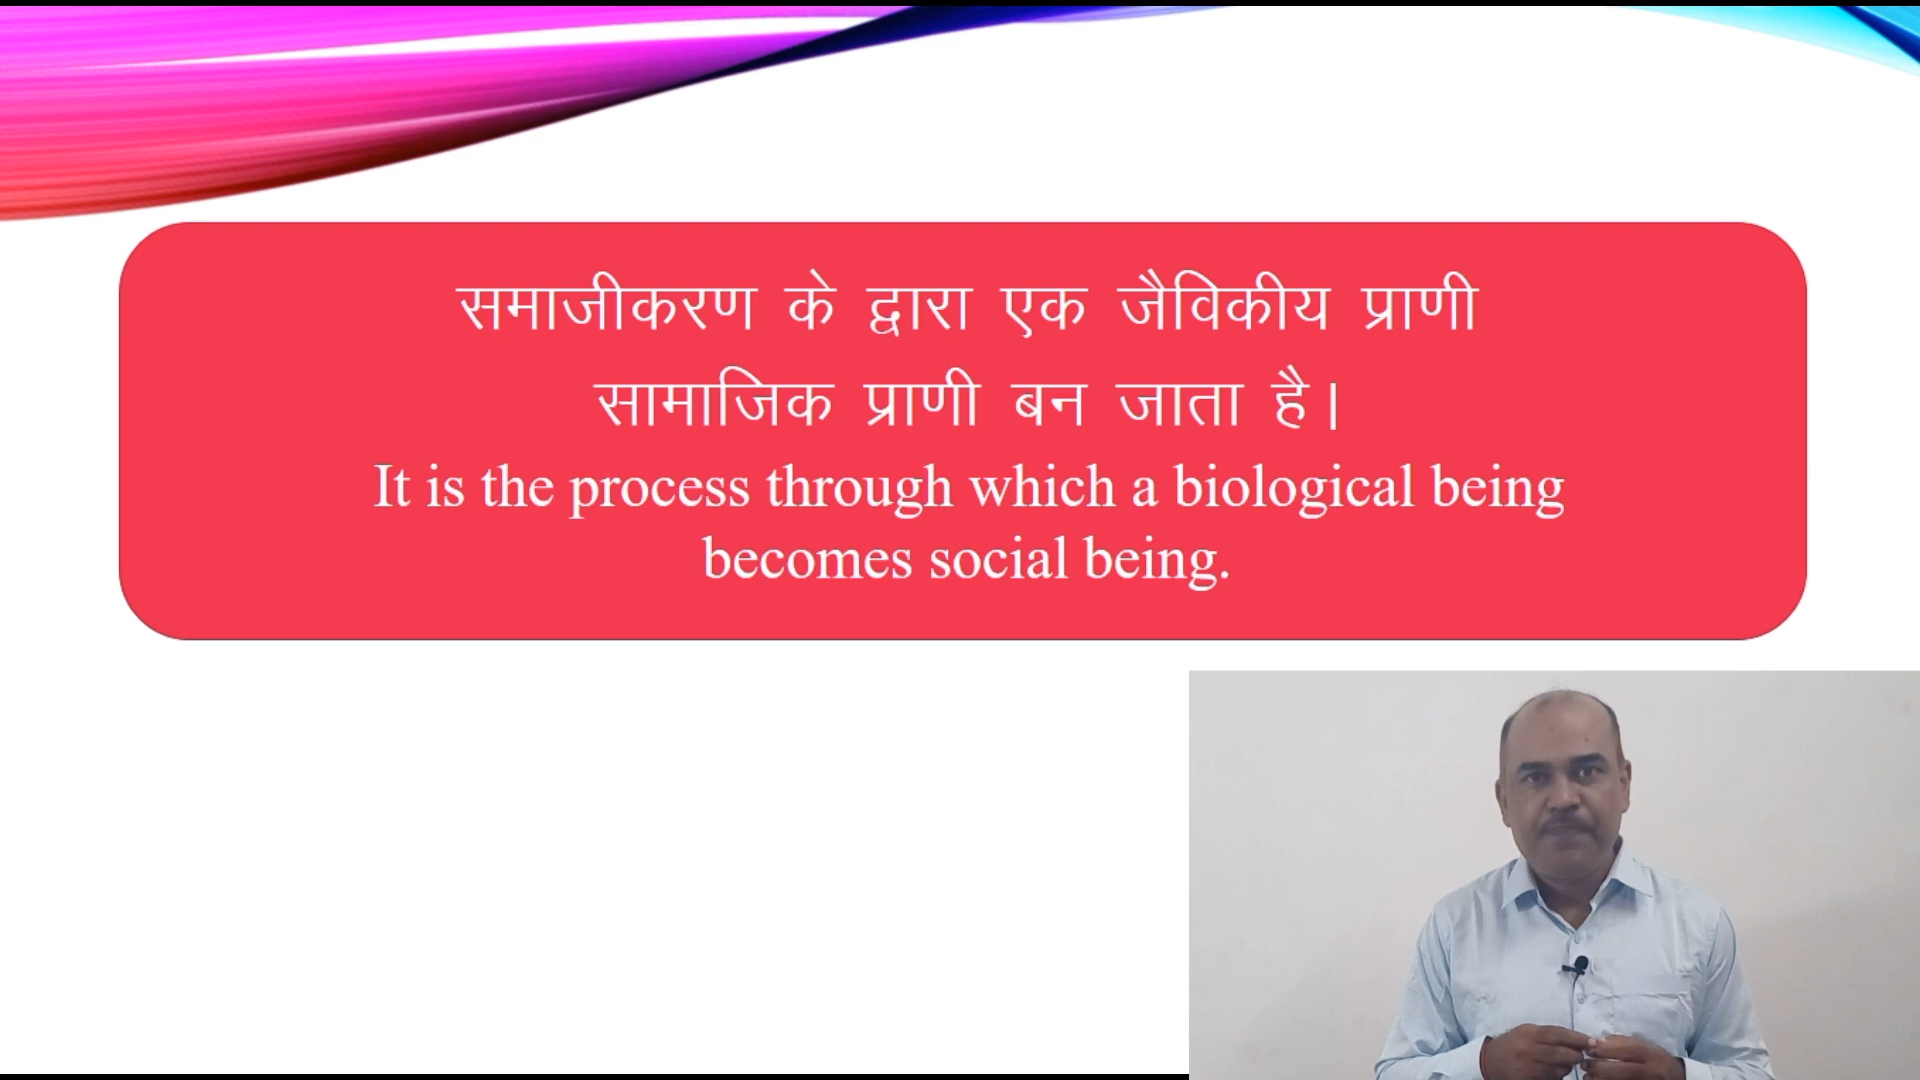 समाजीकरण के द्वारा एक जैविकीय प्राणी
सामाजिक प्राणी बन जाता है।
It is the process through which a biological being
becomes social being.